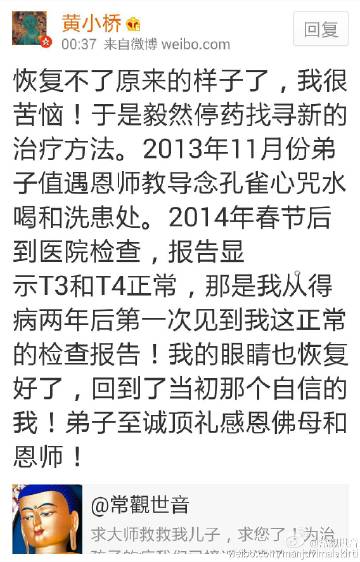 黄小桥
00:37 来自微博 weibo.com
回复
恢复不了原来的样子了，我很
苦恼！于是毅然停药找寻新的
治疗方法。2013年11月份弟
子值遇恩师教导念孔雀心咒水
喝和洗患处。2014年春节后
到医院检查，报告显
示T3和T4正常，那是我从得
病两年后第一次见到我这正常
的检查报告！我的眼睛也恢复
好了，回到了当初那个自信的
我！弟子至诚顶礼感恩佛母和
恩师！
@常觀世音
求大师救救我儿子，求您了！为治